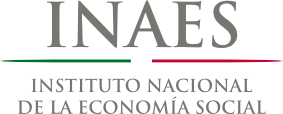 INAES
INSTITUTO NACIONAL
DE LA ECONOMÍA SOCIAL